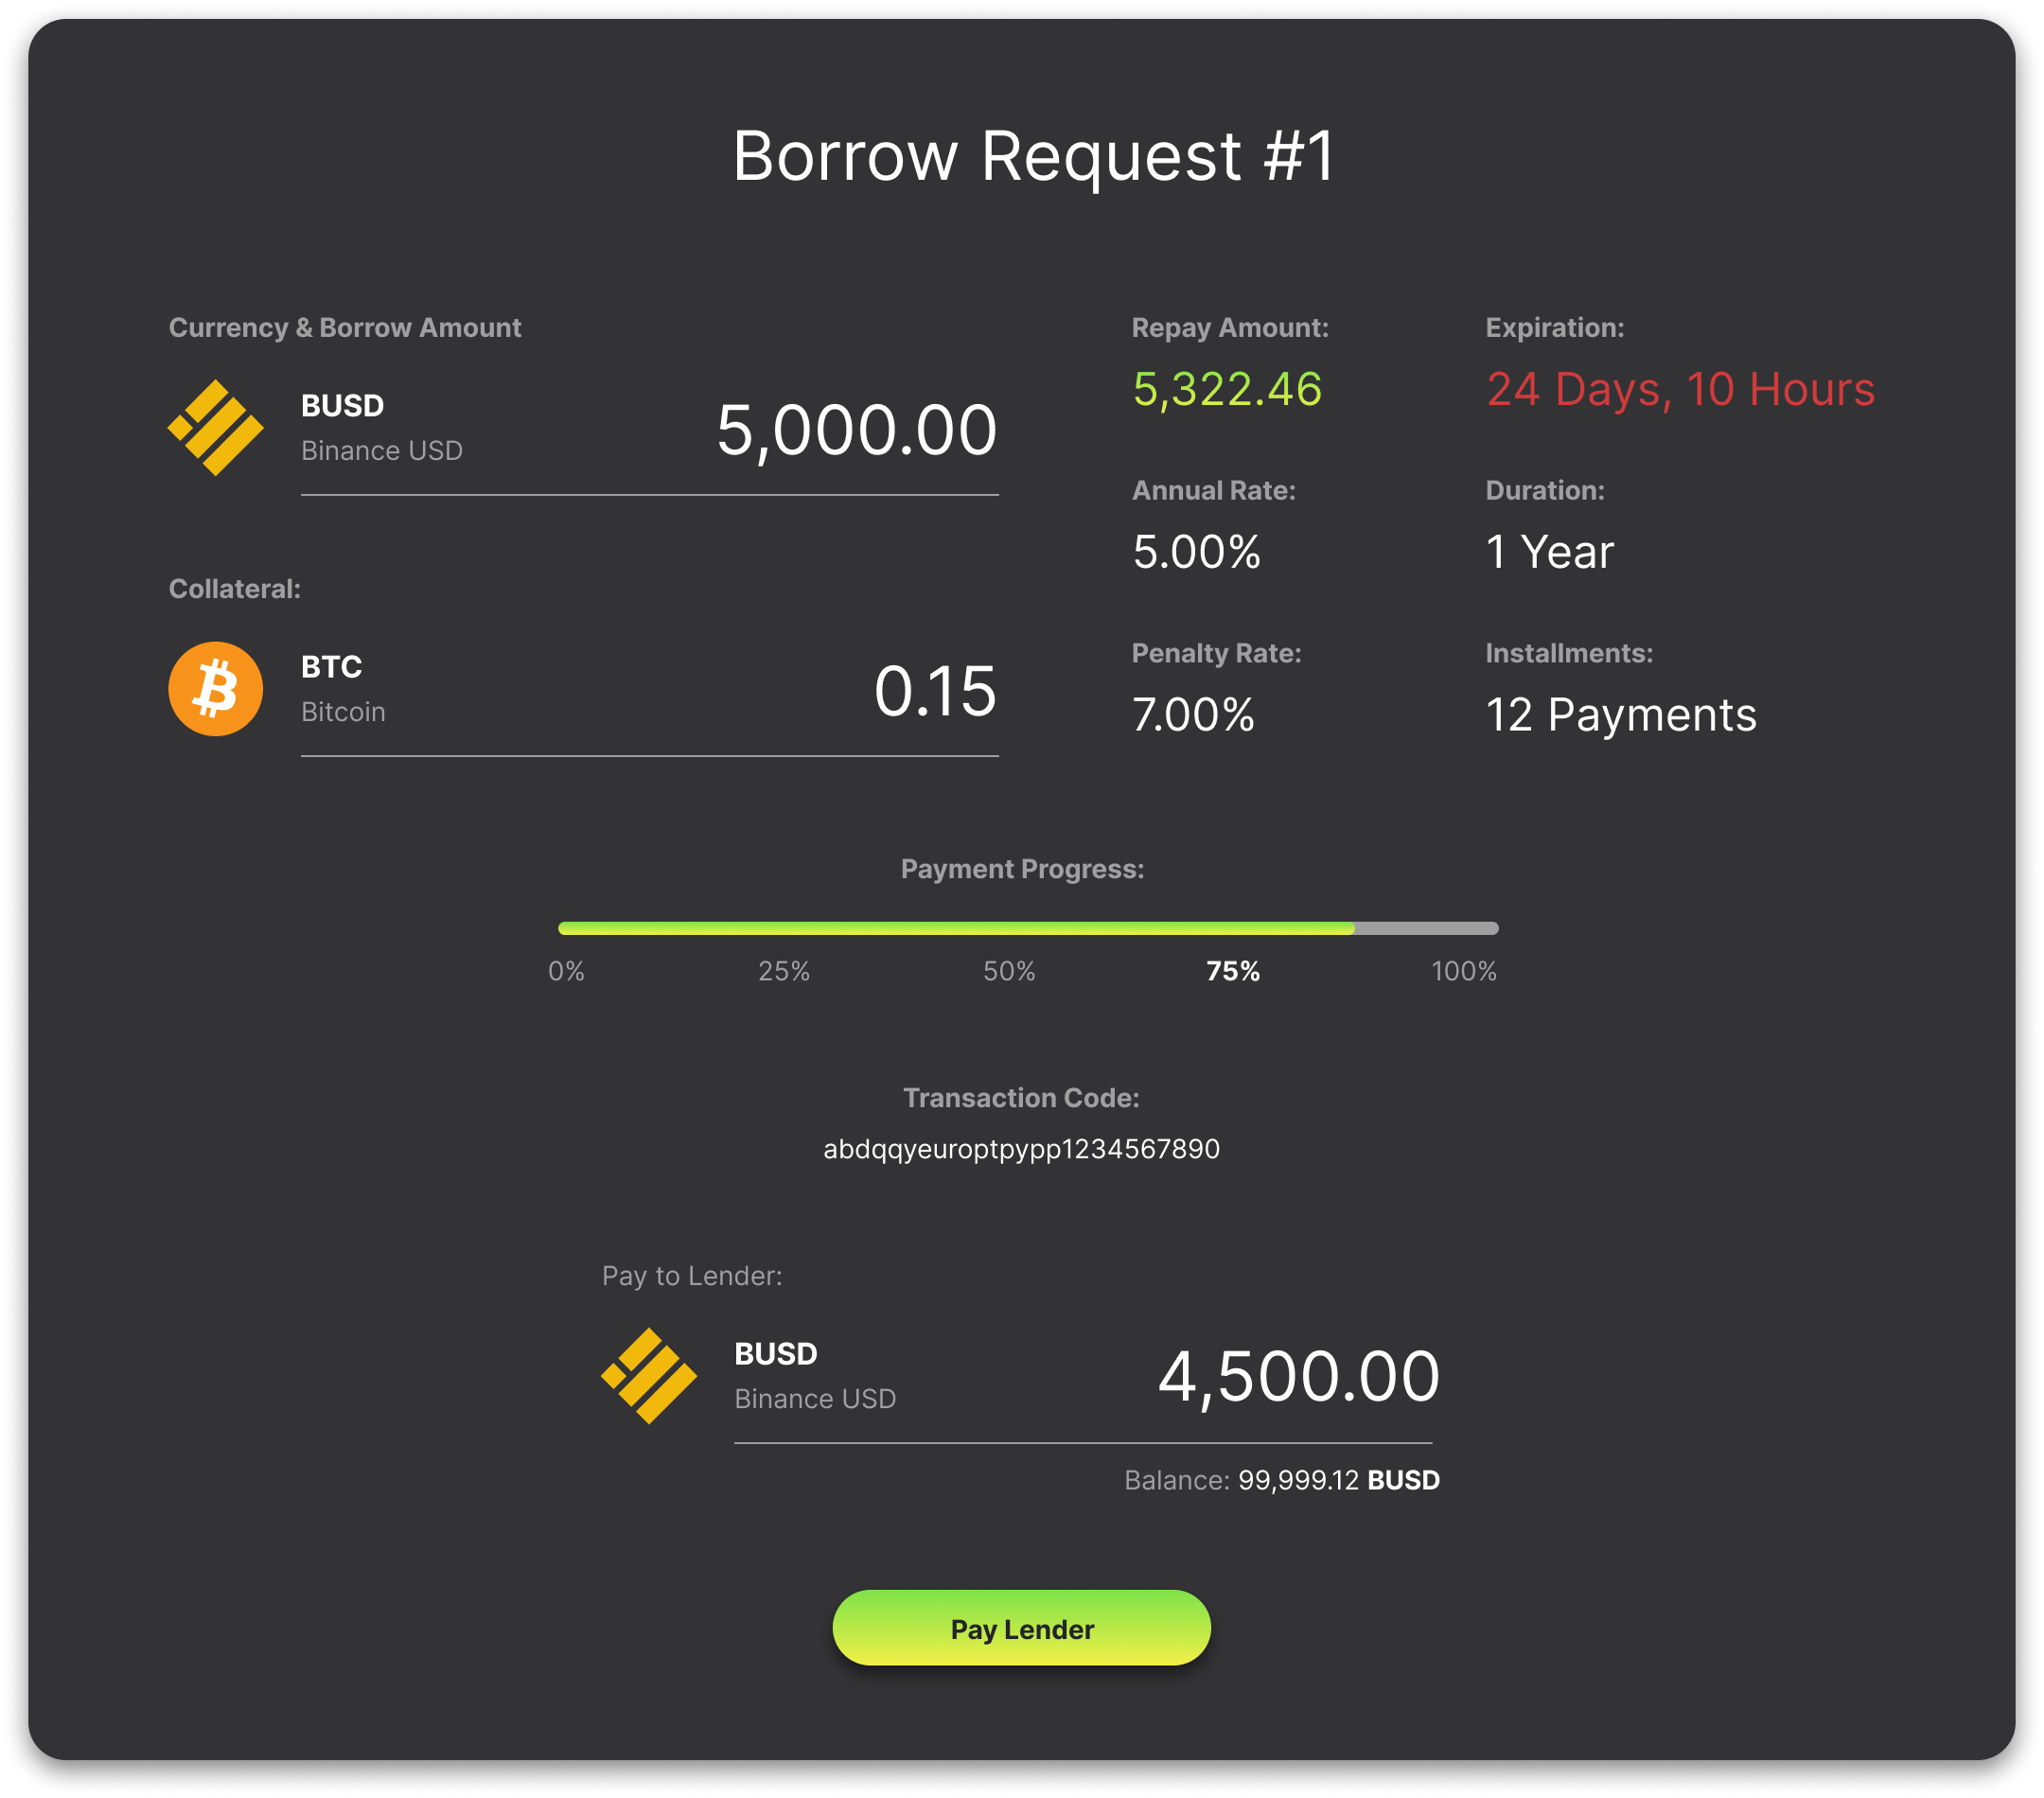 Borrow Request #1
Currency & Borrow Amount
BUSD
Binance USD
5,000.00
Collateral:
BTC
Bitcoin
0.15
Repay Amount:
5,322.46
Expiration:
24 Days, 10 Hours
Annual Rate:
5.00%
Duration:
1 Year
Penalty Rate:
7.00%
Installments:
12 Payments
Payment Progress:
0% 25% 50% 75% 100%
Transaction Code:
abdqqyeuroptpypp1234567890
Pay to Lender:
BUSD
Binance USD
4,500.00
Balance: 99,999.12 BUSD
Pay Lender